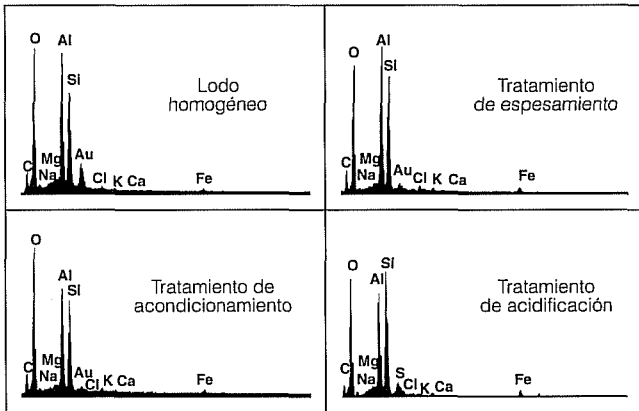 O
Al
Si
Lodo
homogéneo
Au
Mg
C
Na
Cl
K
Ca
Fe
Al
O
Si
Tratamiento
de espesamiento
C
Mg
Na
Au
Cl
K
Ca
Fe
O
Al
Si
Tratamiento de
acondicionamiento
C
Mg
Na
Au
Cl
K
Ca
Fe
O
Al
Si
Tratamiento
de acidificación
C
Mg
Na
S
Cl
K
Ca
Fe